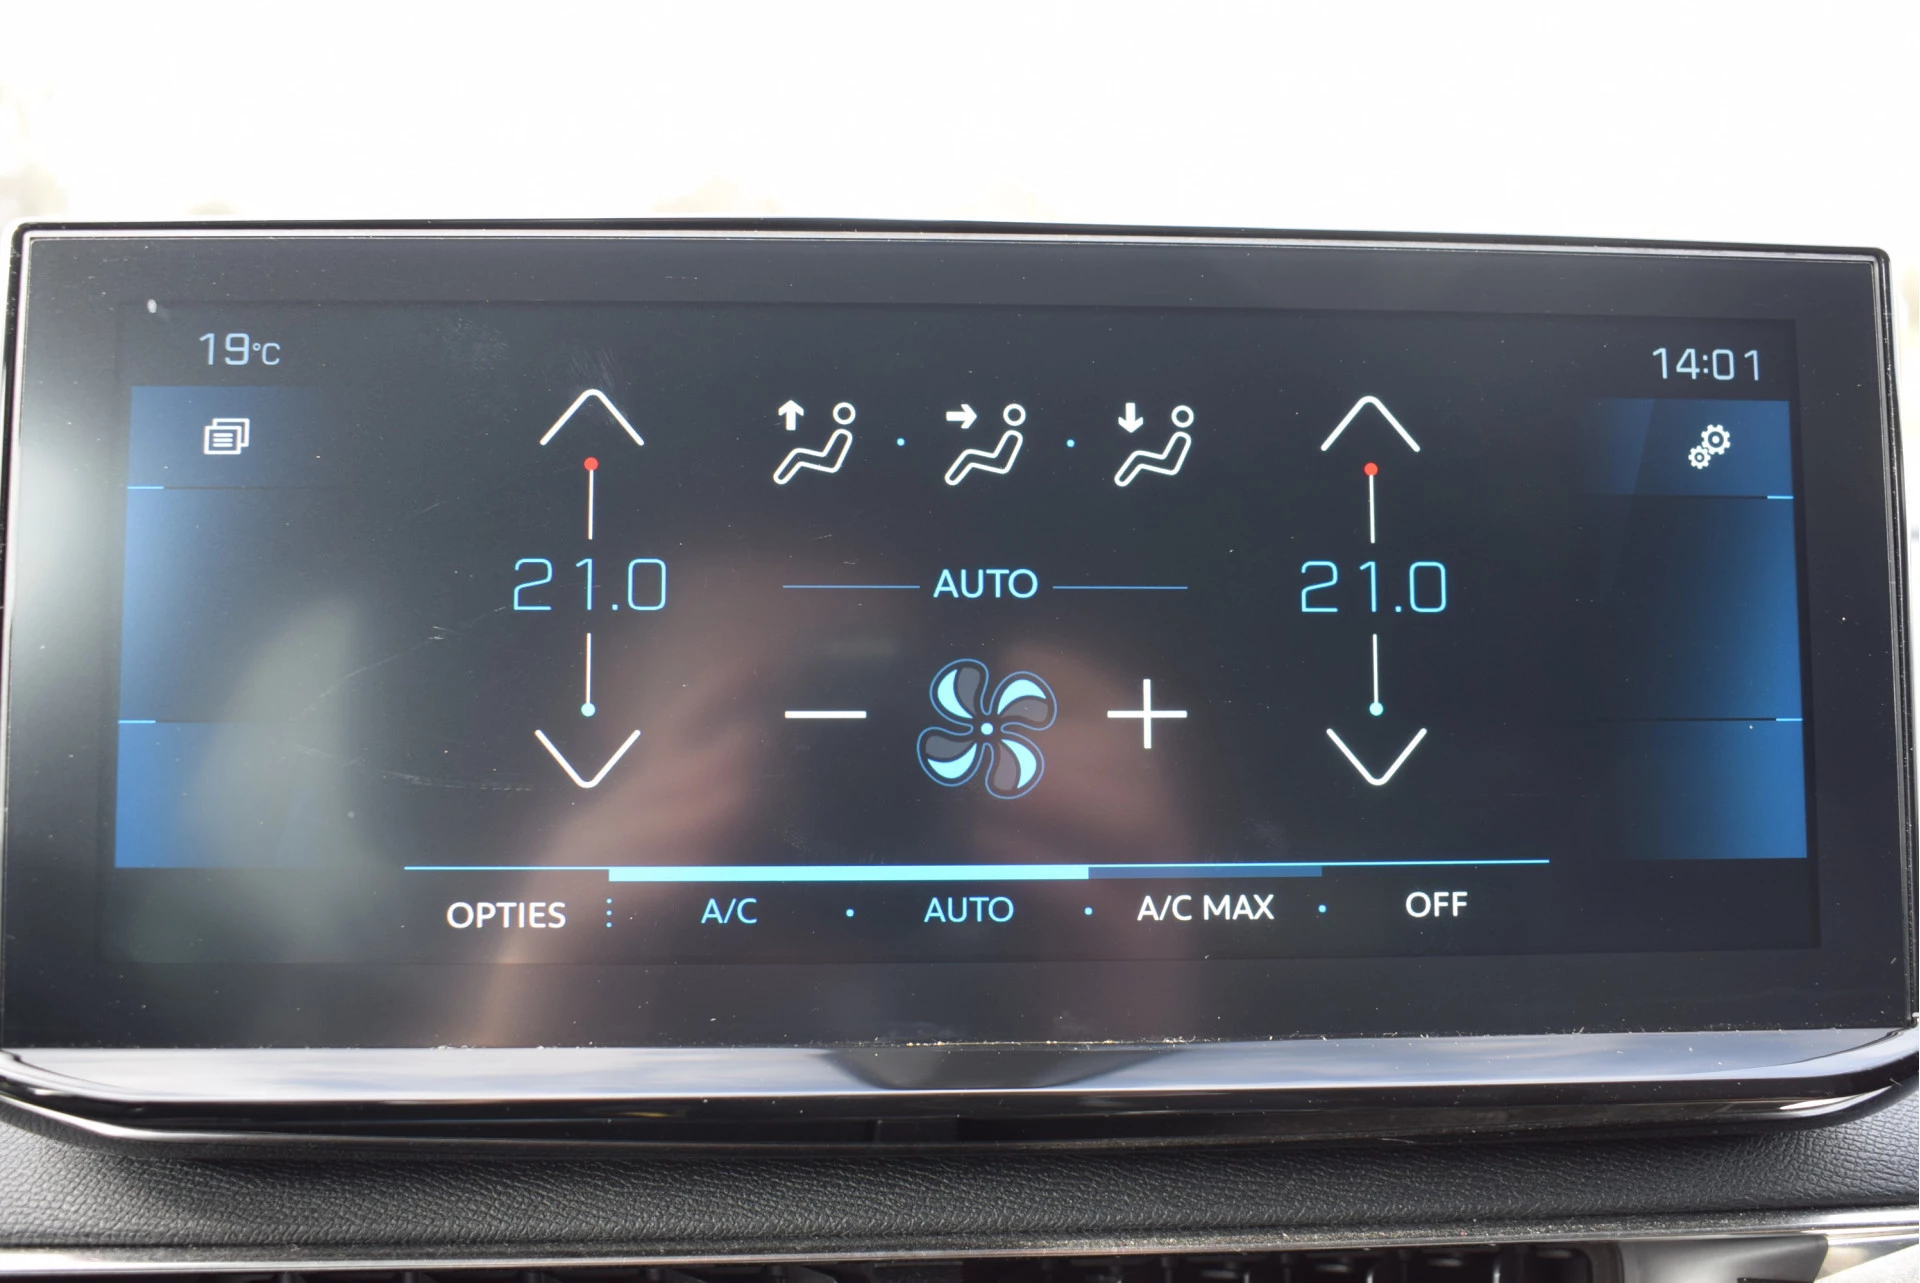 19°C
14:01
21.0
AUTO
21.0
OPTIES A/C AUTO A/C MAX OFF